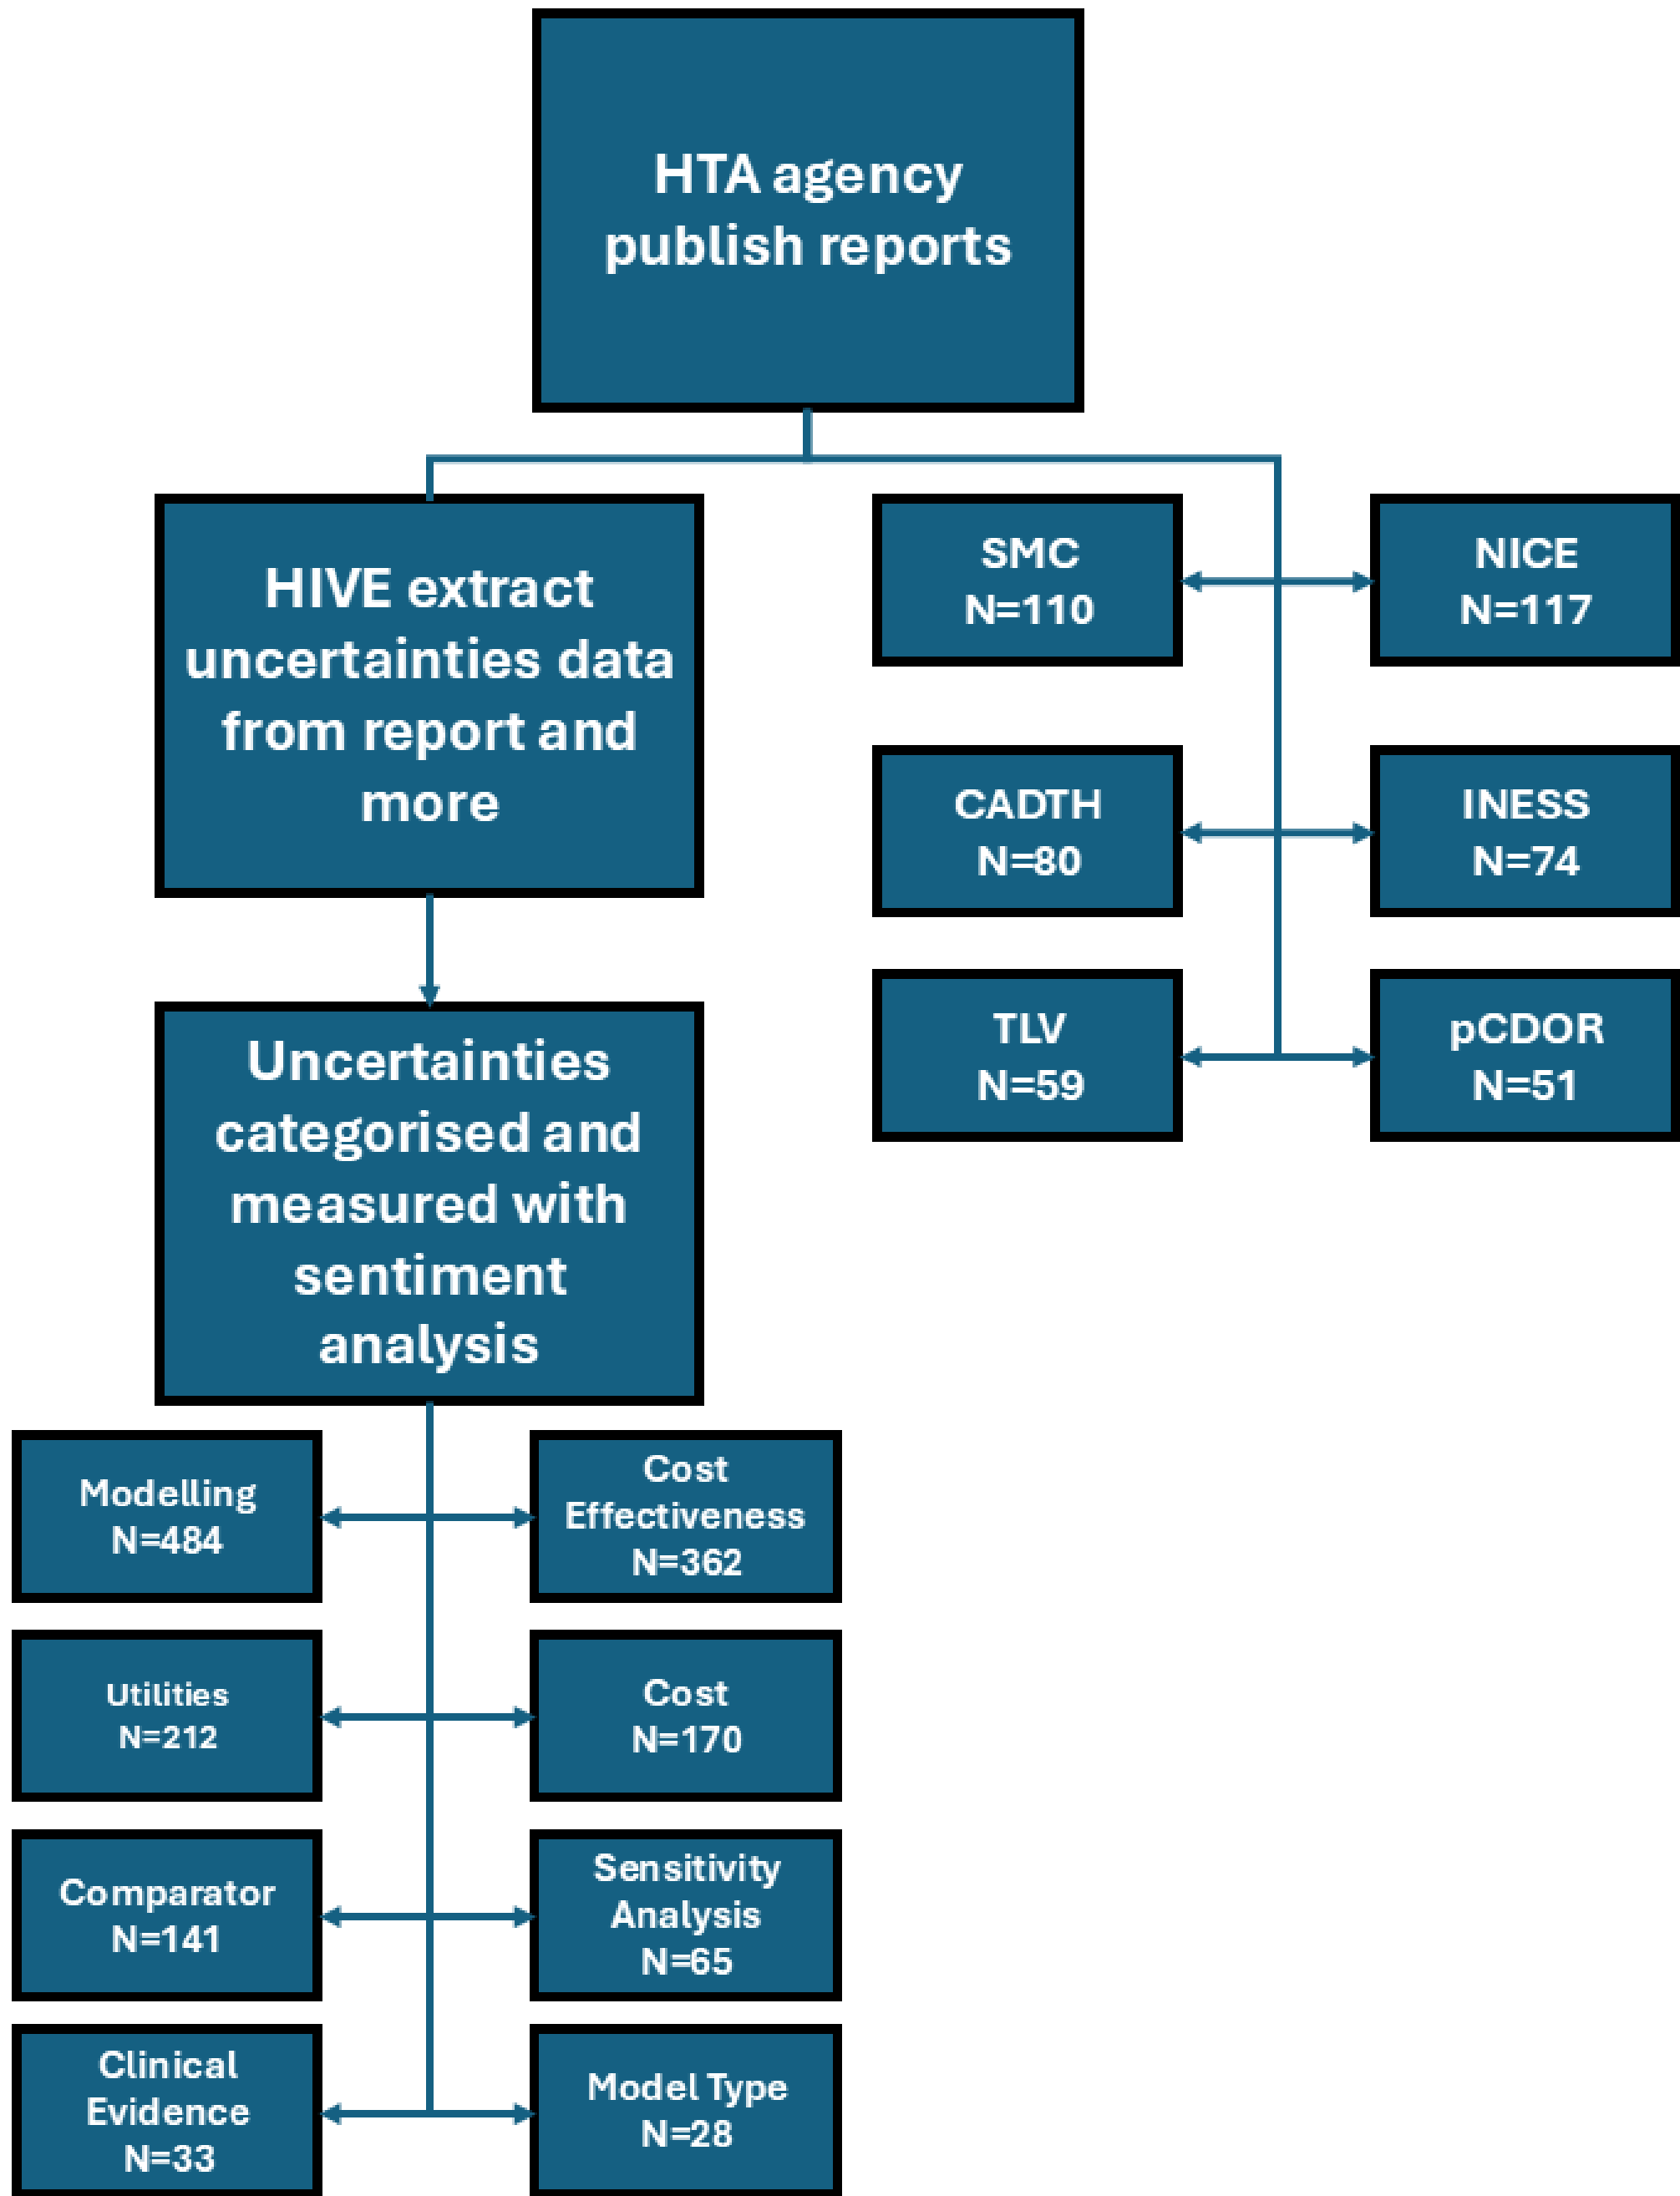 HTA agency
publish reports
HIVE extract
uncertainties data
from report and
more
SMC
N=110
NICE
N=117
CADTH
N=80
INESS
N=74
TLV
N=59
pCDOR
N=51
Uncertainties
categorised and
measured with
sentiment
analysis
Modelling
N=484
Cost
Effectiveness
N=362
Utilities
N=212
Cost
N=170
Comparator
N=141
Sensitivity
Analysis
N=65
Clinical
Evidence
N=33
Model Type
N=28